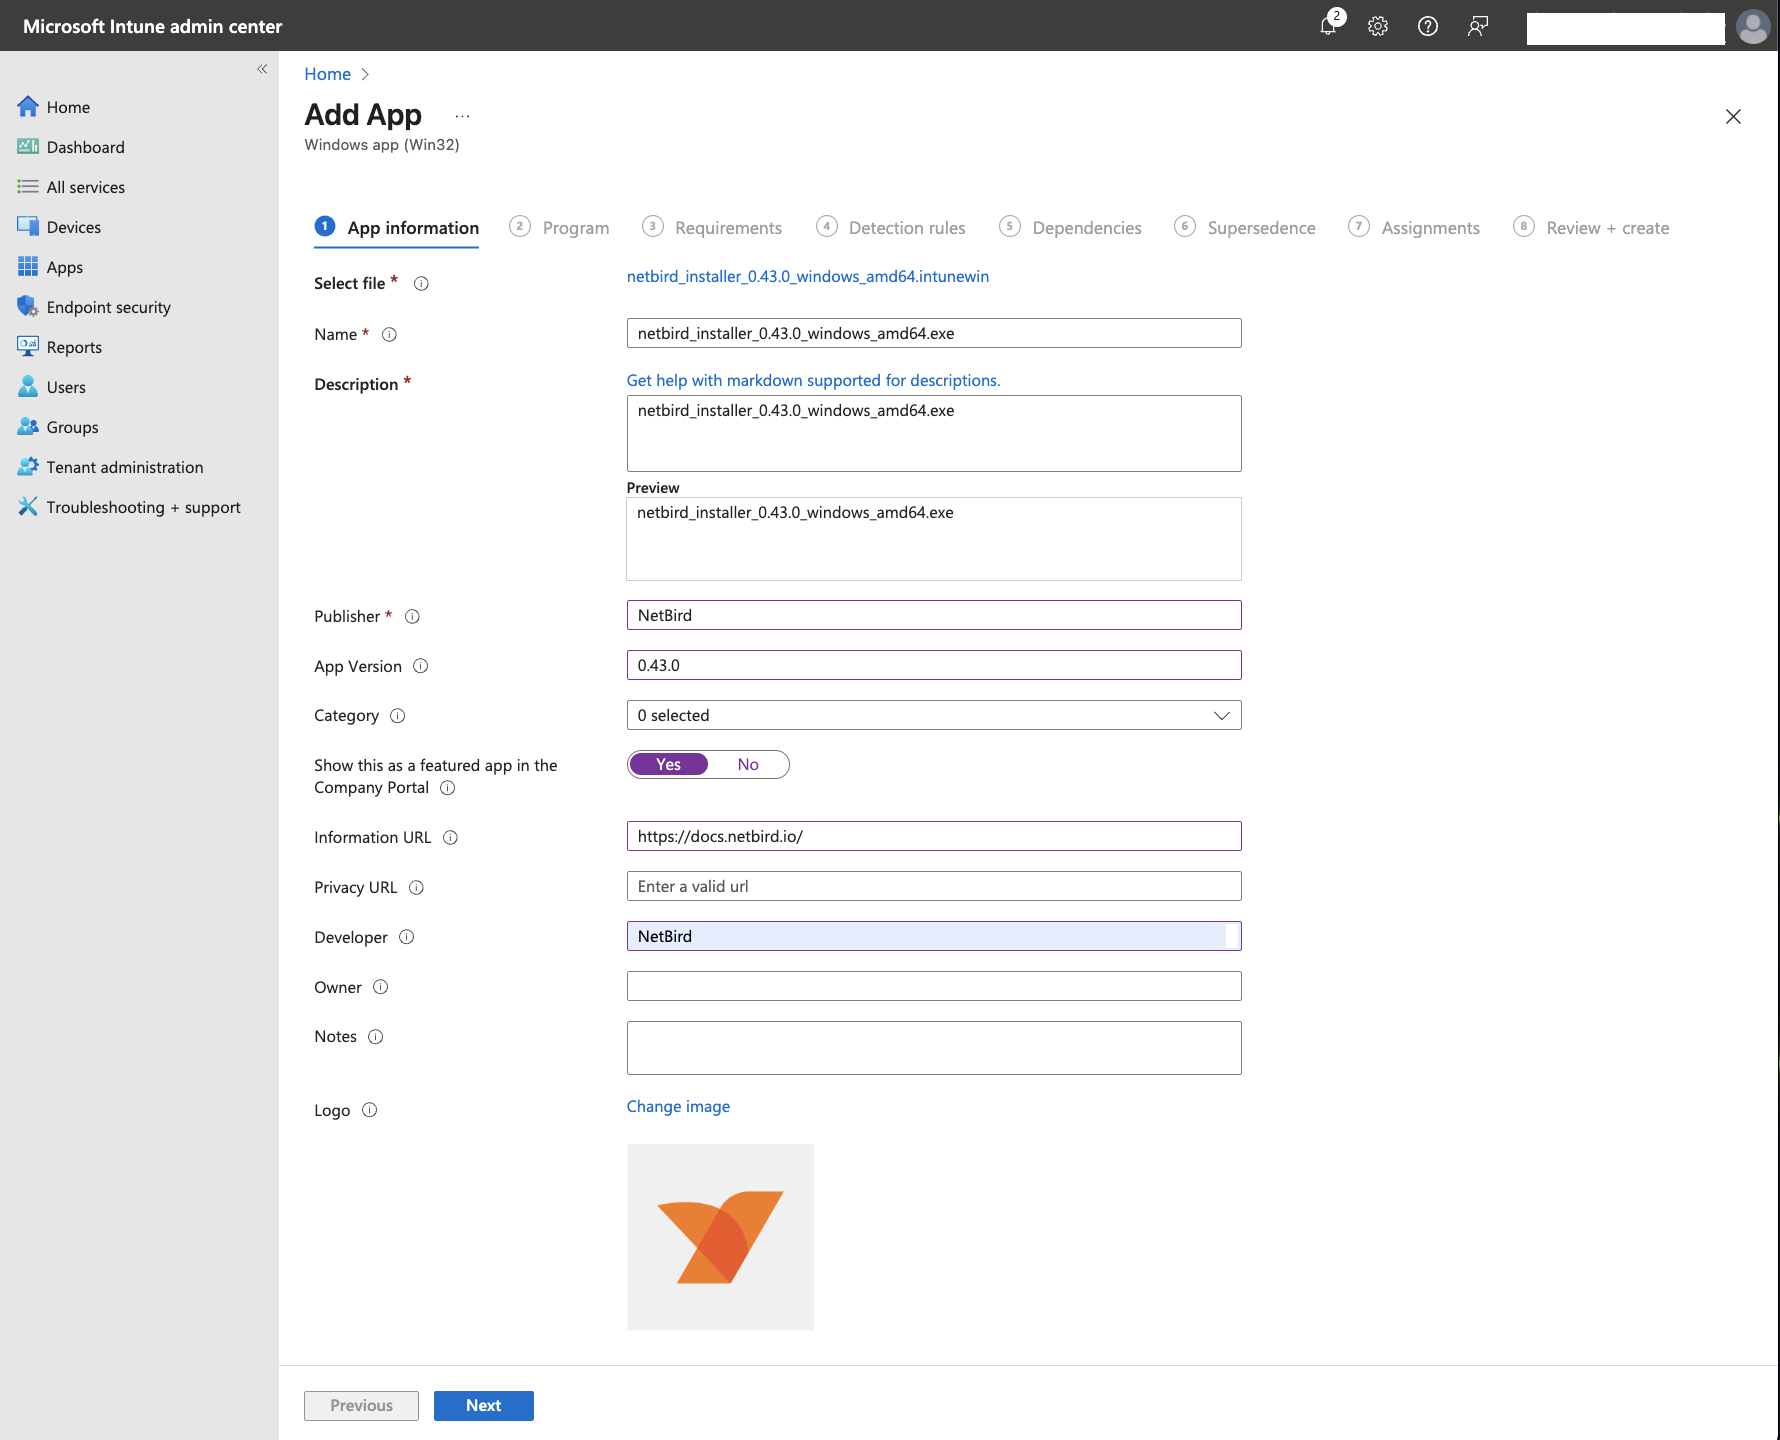 Microsoft Intune admin center
2
Home
Dashboard
All services
Devices
Apps
Endpoint security
Reports
Users
Groups
Tenant administration
Troubleshooting + support
Home
Add App ...
Windows app (Win32)
1 App information 2 Program 3 Requirements 4 Detection rules 5 Dependencies 6 Supersedence 7 Assignments 8 Review + create
Select file * netbird_installer_0.43.0_windows_amd64.intunewin
Name * netbird_installer_0.43.0_windows_amd64.exe
Description * Get help with markdown supported for descriptions.
netbird_installer_0.43.0_windows_amd64.exe
Preview
netbird_installer_0.43.0_windows_amd64.exe
Publisher * NetBird
App Version 0.43.0
Category 0 selected
Show this as a featured app in the Yes No
Company Portal
Information URL https://docs.netbird.io/
Privacy URL Enter a valid url
Developer NetBird
Owner
Notes
Logo Change image
Previous Next